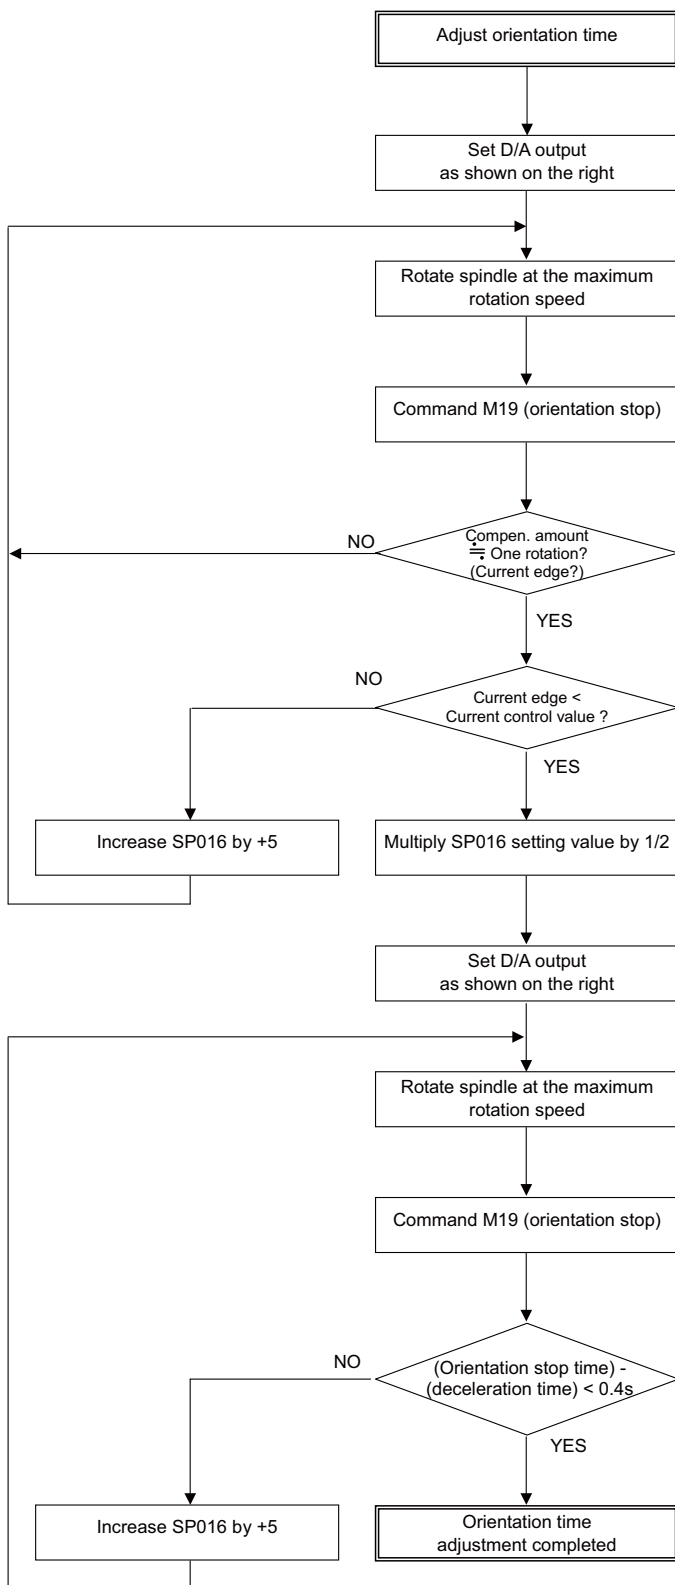 Adjust orientation time
Set D/A output
as shown on the right
Rotate spindle at the maximum
rotation speed
Command M19 (orientation stop)
NO
Compen. amount
≒ One rotation?
(Current edge?)
YES
NO
Current edge <
Current control value ?
YES
Increase SP016 by +5
Multiply SP016 setting value by 1/2
Set D/A output
as shown on the right
Rotate spindle at the maximum
rotation speed
Command M19 (orientation stop)
NO
(Orientation stop time) -
(deceleration time) < 0.4s
YES
Increase SP016 by +5
Orientation time
adjustment completed